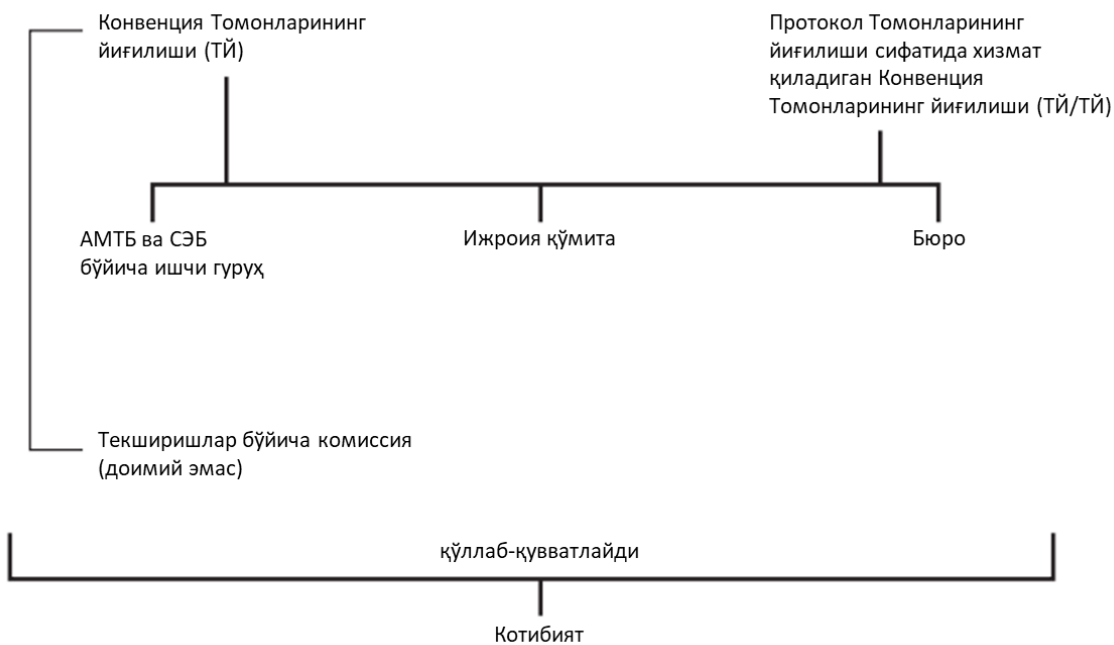 Конвенция Томонларининг
йиғилиши (ТЙ)
Протокол Томонларининг
йиғилиши сифатида хизмат
қиладиган Конвенция
Томонларининг йиғилиши (ТЙ/ТЙ)
АМТБ ва СЭБ
бўйича ишчи гуруҳ
Ижроия қўмита
Бюро
Текширишлар бўйича комиссия
(доимий эмас)
қўллаб-қувватлайди
Котибият